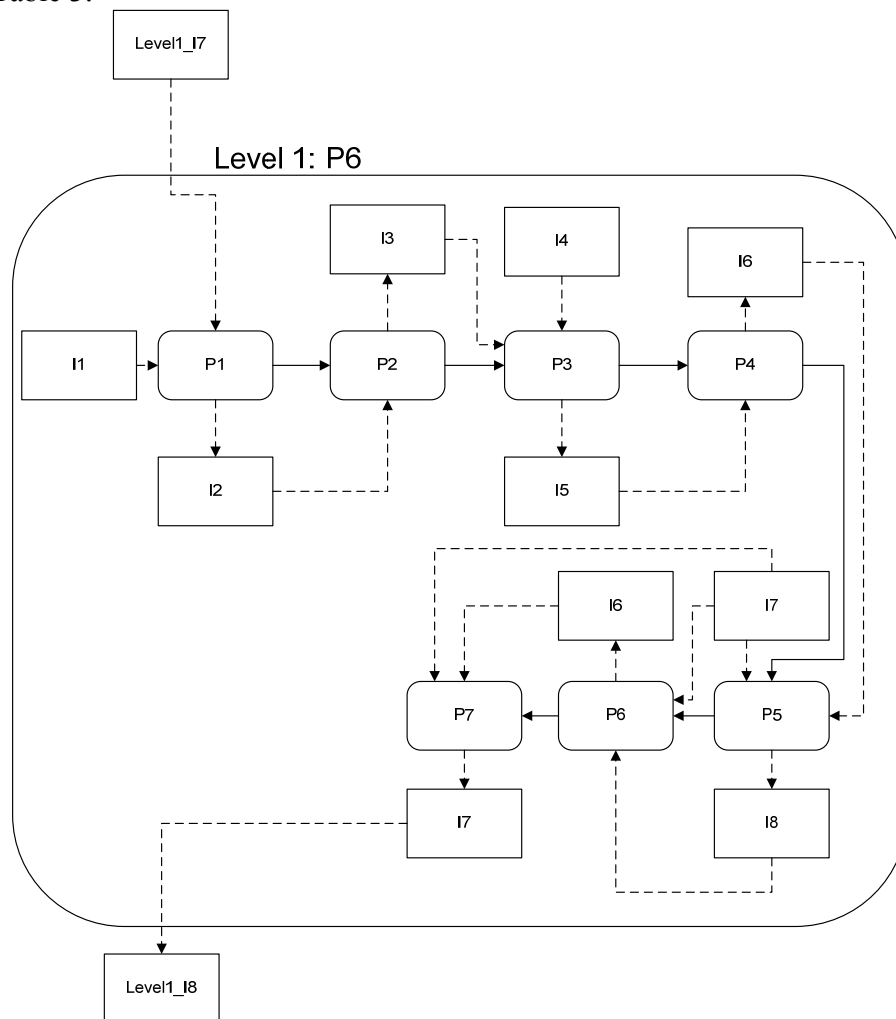 Level1_I7
Level 1: P6
I3
I4
I6
I1
P1
P2
P3
P4
I2
I5
I6
I7
P7
P6
P5
I7
I8
Level1_I8